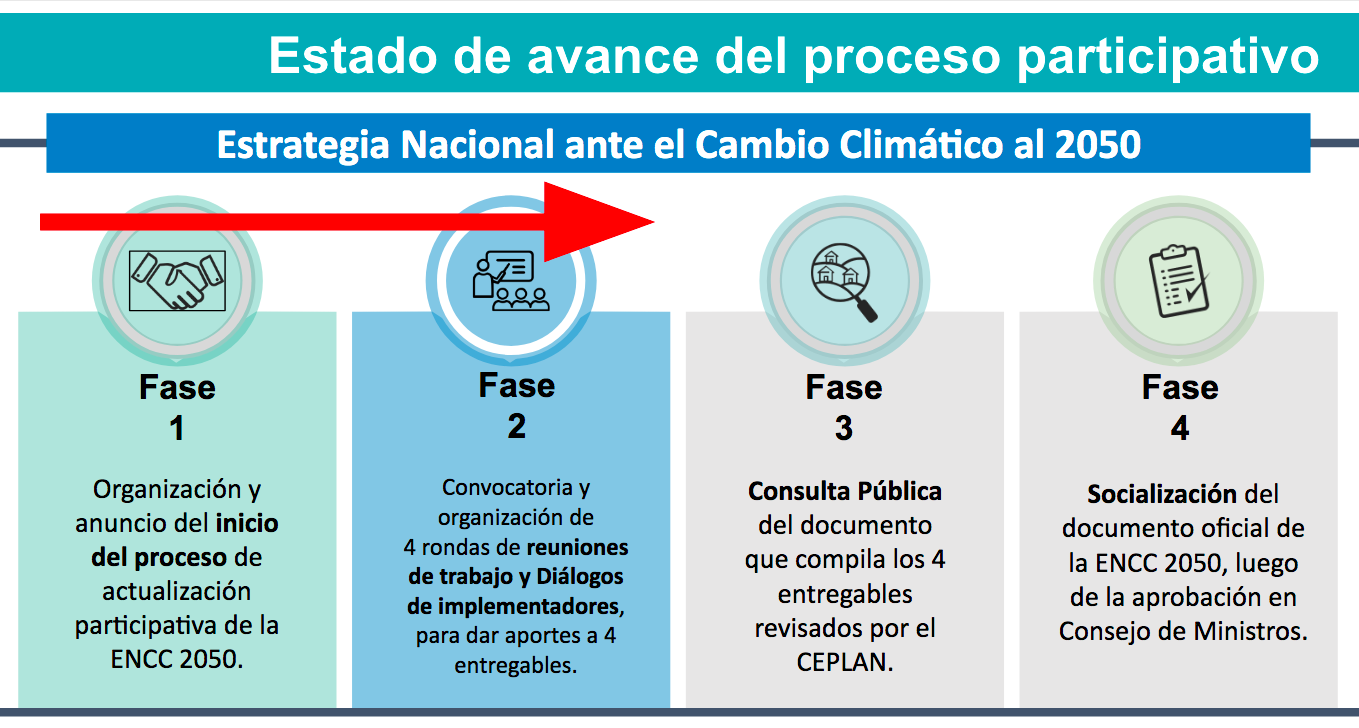 Estado de avance del proceso participativo
Estrategia Nacional ante el Cambio Climático al 2050
Fase
1
Organización y
anuncio del inicio
del proceso de
actualización
participativa de la
ENCC 2050.
Fase
2
Convocatoria y
organización de
4 rondas de reuniones
de trabajo y Diálogos
de implementadores,
para dar aportes a 4
entregables.
Fase
3
Consulta Pública
del documento
que compila los 4
entregables
revisados por el
CEPLAN.
Fase
4
Socialización del
documento oficial de
la ENCC 2050, luego
de la aprobación en
Consejo de Ministros.